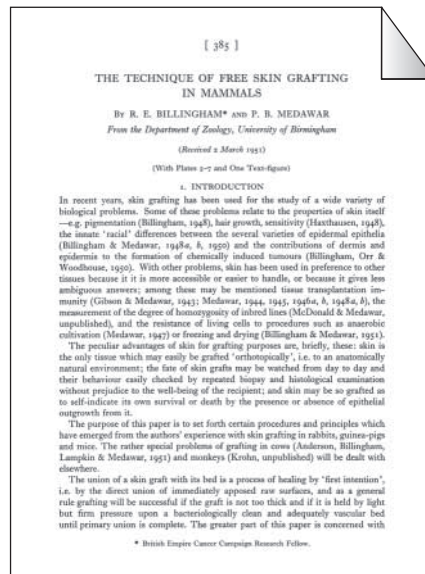 [ 385 ]
THE TECHNIQUE OF FREE SKIN GRAFTING
IN MAMMALS
BY R. E. BILLINGHAM* AND P. B. MEDAWAR
From the Department of Zoology, University of Birmingham
(Received 2 March 1951)
(With Plates 2–7 and One Text-figure)
1. INTRODUCTION
In recent years, skin grafting has been used for the study of a wide variety of
biological problems. Some of these problems relate to the properties of skin itself
—e.g. pigmentation (Billingham, 1948), hair growth, sensitivity (Haxthausen, 1948),
the innate 'racial' differences between the several varieties of epidermal epithelia
(Billingham & Medawar, 1948a, b, 1950) and the contributions of dermis and
epidermis to the formation of chemically induced tumours (Billingham, Orr &
Woodhouse, 1950). With other problems, skin has been used in preference to other
tissues because it it is more accessible or easier to handle, or because it gives less
ambiguous answers; among these may be mentioned tissue transplantation im-
munity (Gibson & Medawar, 1943; Medawar, 1944, 1945, 1946a, b, 1948a, b), the
measurement of the degree of homozygosity of inbred lines (McDonald & Medawar,
unpublished), and the resistance of living cells to procedures such as anaerobic
cultivation (Medawar, 1947) or freezing and drying (Billingham & Medawar, 1951).
The peculiar advantages of skin for grafting purposes are, briefly, these: skin is
the only tissue which may easily be grafted 'orthotopically', i.e. to an anatomically
natural environment; the fate of skin grafts may be watched from day to day and
their behaviour easily checked by repeated biopsy and histological examination
without prejudice to the well-being of the recipient; and skin may be so grafted as
to self-indicate its own survival or death by the presence or absence of epithelial
outgrowth from it.
The purpose of this paper is to set forth certain procedures and principles which
have emerged from the authors' experience with skin grafting in rabbits, guinea-pigs
and mice. The rather special problems of grafting in cows (Anderson, Billingham,
Lampkin & Medawar, 1951) and monkeys (Krohn, unpublished) will be dealt with
elsewhere.
The union of a skin graft with its bed is a process of healing by 'first intention',
i.e. by the direct union of immediately apposed raw surfaces, and as a general
rule grafting will be successful if the graft is not too thick and if it is held by light
but firm pressure upon a bacteriologically clean and adequately vascular bed
until primary union is complete. The greater part of this paper is concerned with
* British Empire Cancer Campaign Research Fellow.